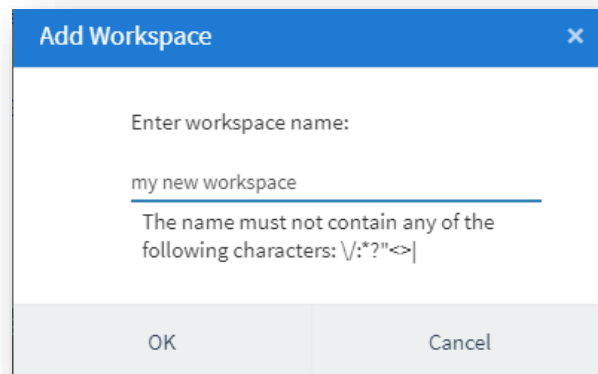 Add Workspace ×
Enter workspace name:
my new workspace
The name must not contain any of the
following characters: \/:*?"<>|
OK Cancel